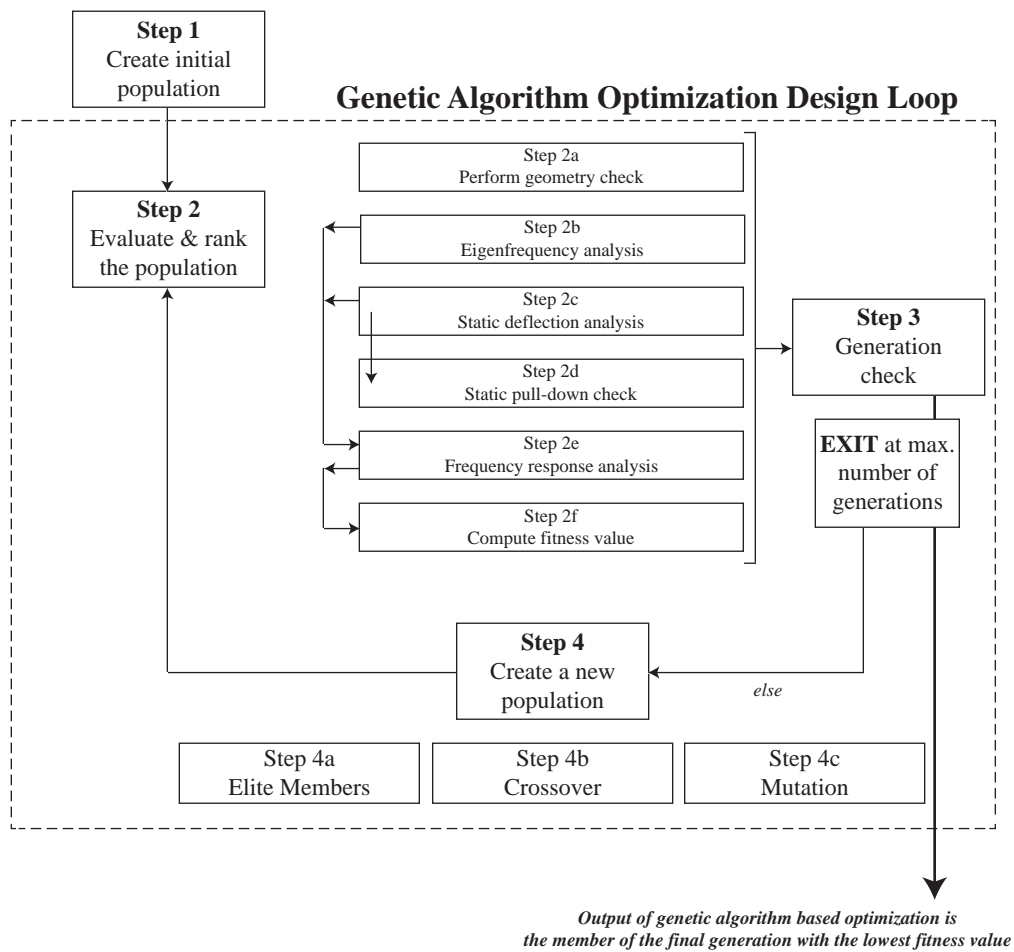 Step 1
Create initial
population
Genetic Algorithm Optimization Design Loop
Step 2
Evaluate & rank
the population
Step 2a
Perform geometry check
Step 2b
Eigenfrequency analysis
Step 2c
Static deflection analysis
Step 2d
Static pull-down check
Step 2e
Frequency response analysis
Step 2f
Compute fitness value
Step 3
Generation
check
EXIT at max.
number of
generations
Step 4
Create a new
population
else
Step 4a
Elite Members
Step 4b
Crossover
Step 4c
Mutation
Output of genetic algorithm based optimization is
the member of the final generation with the lowest fitness value